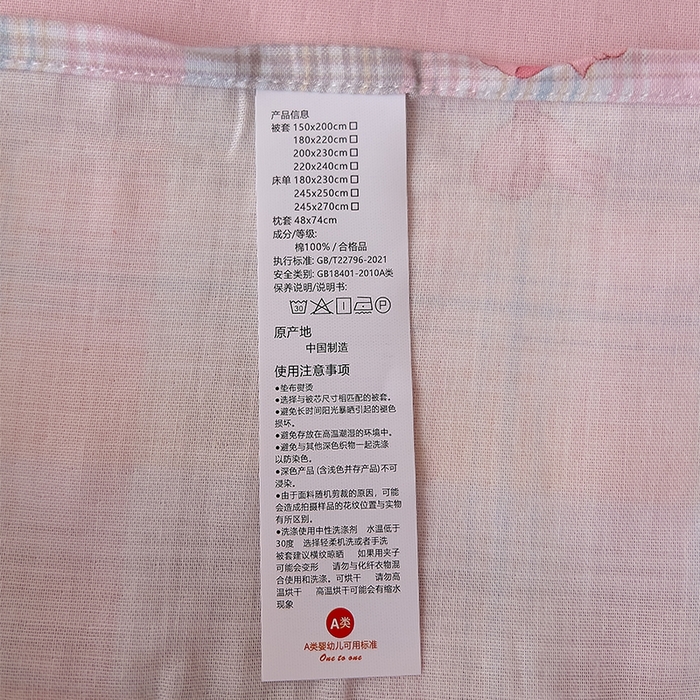 产品信息
被套 150x200cm□
180x220cm□
200x230cm□
220x240cm□
床单 180x230cm□
245x250cm□
245x270cm□
枕套 48x74cm
成分/等级:
棉100% / 合格品
执行标准: GB/T22796-2021
安全类别: GB18401-2010A类
保养说明/说明书:
30 P
原产地
中国制造
使用注意事项
●垫布熨烫
●选择与被芯尺寸相匹配的被套。
●避免长时间阳光暴晒引起的褪色
损坏。
●避免存放在高温潮湿的环境中。
●避免与其他深色织物一起洗涤
以防染色。
●深色产品 (含浅色井存产品)不可
浸染。
●由于面料随机剪裁的原因，可能
会造成拍摄样品的花纹位置与实物
有所区别。
●洗涤使用中性洗涤剂 水温低于
30度 选择轻柔机洗或者手洗
被套建议横纹晾晒 如果用夹子
可能会变形 请勿与化纤衣物混
合使用和洗涤。可烘干 请勿高
温烘干 高温烘干可能会有缩水
现象
A类
A类婴幼儿可用标准
One to one